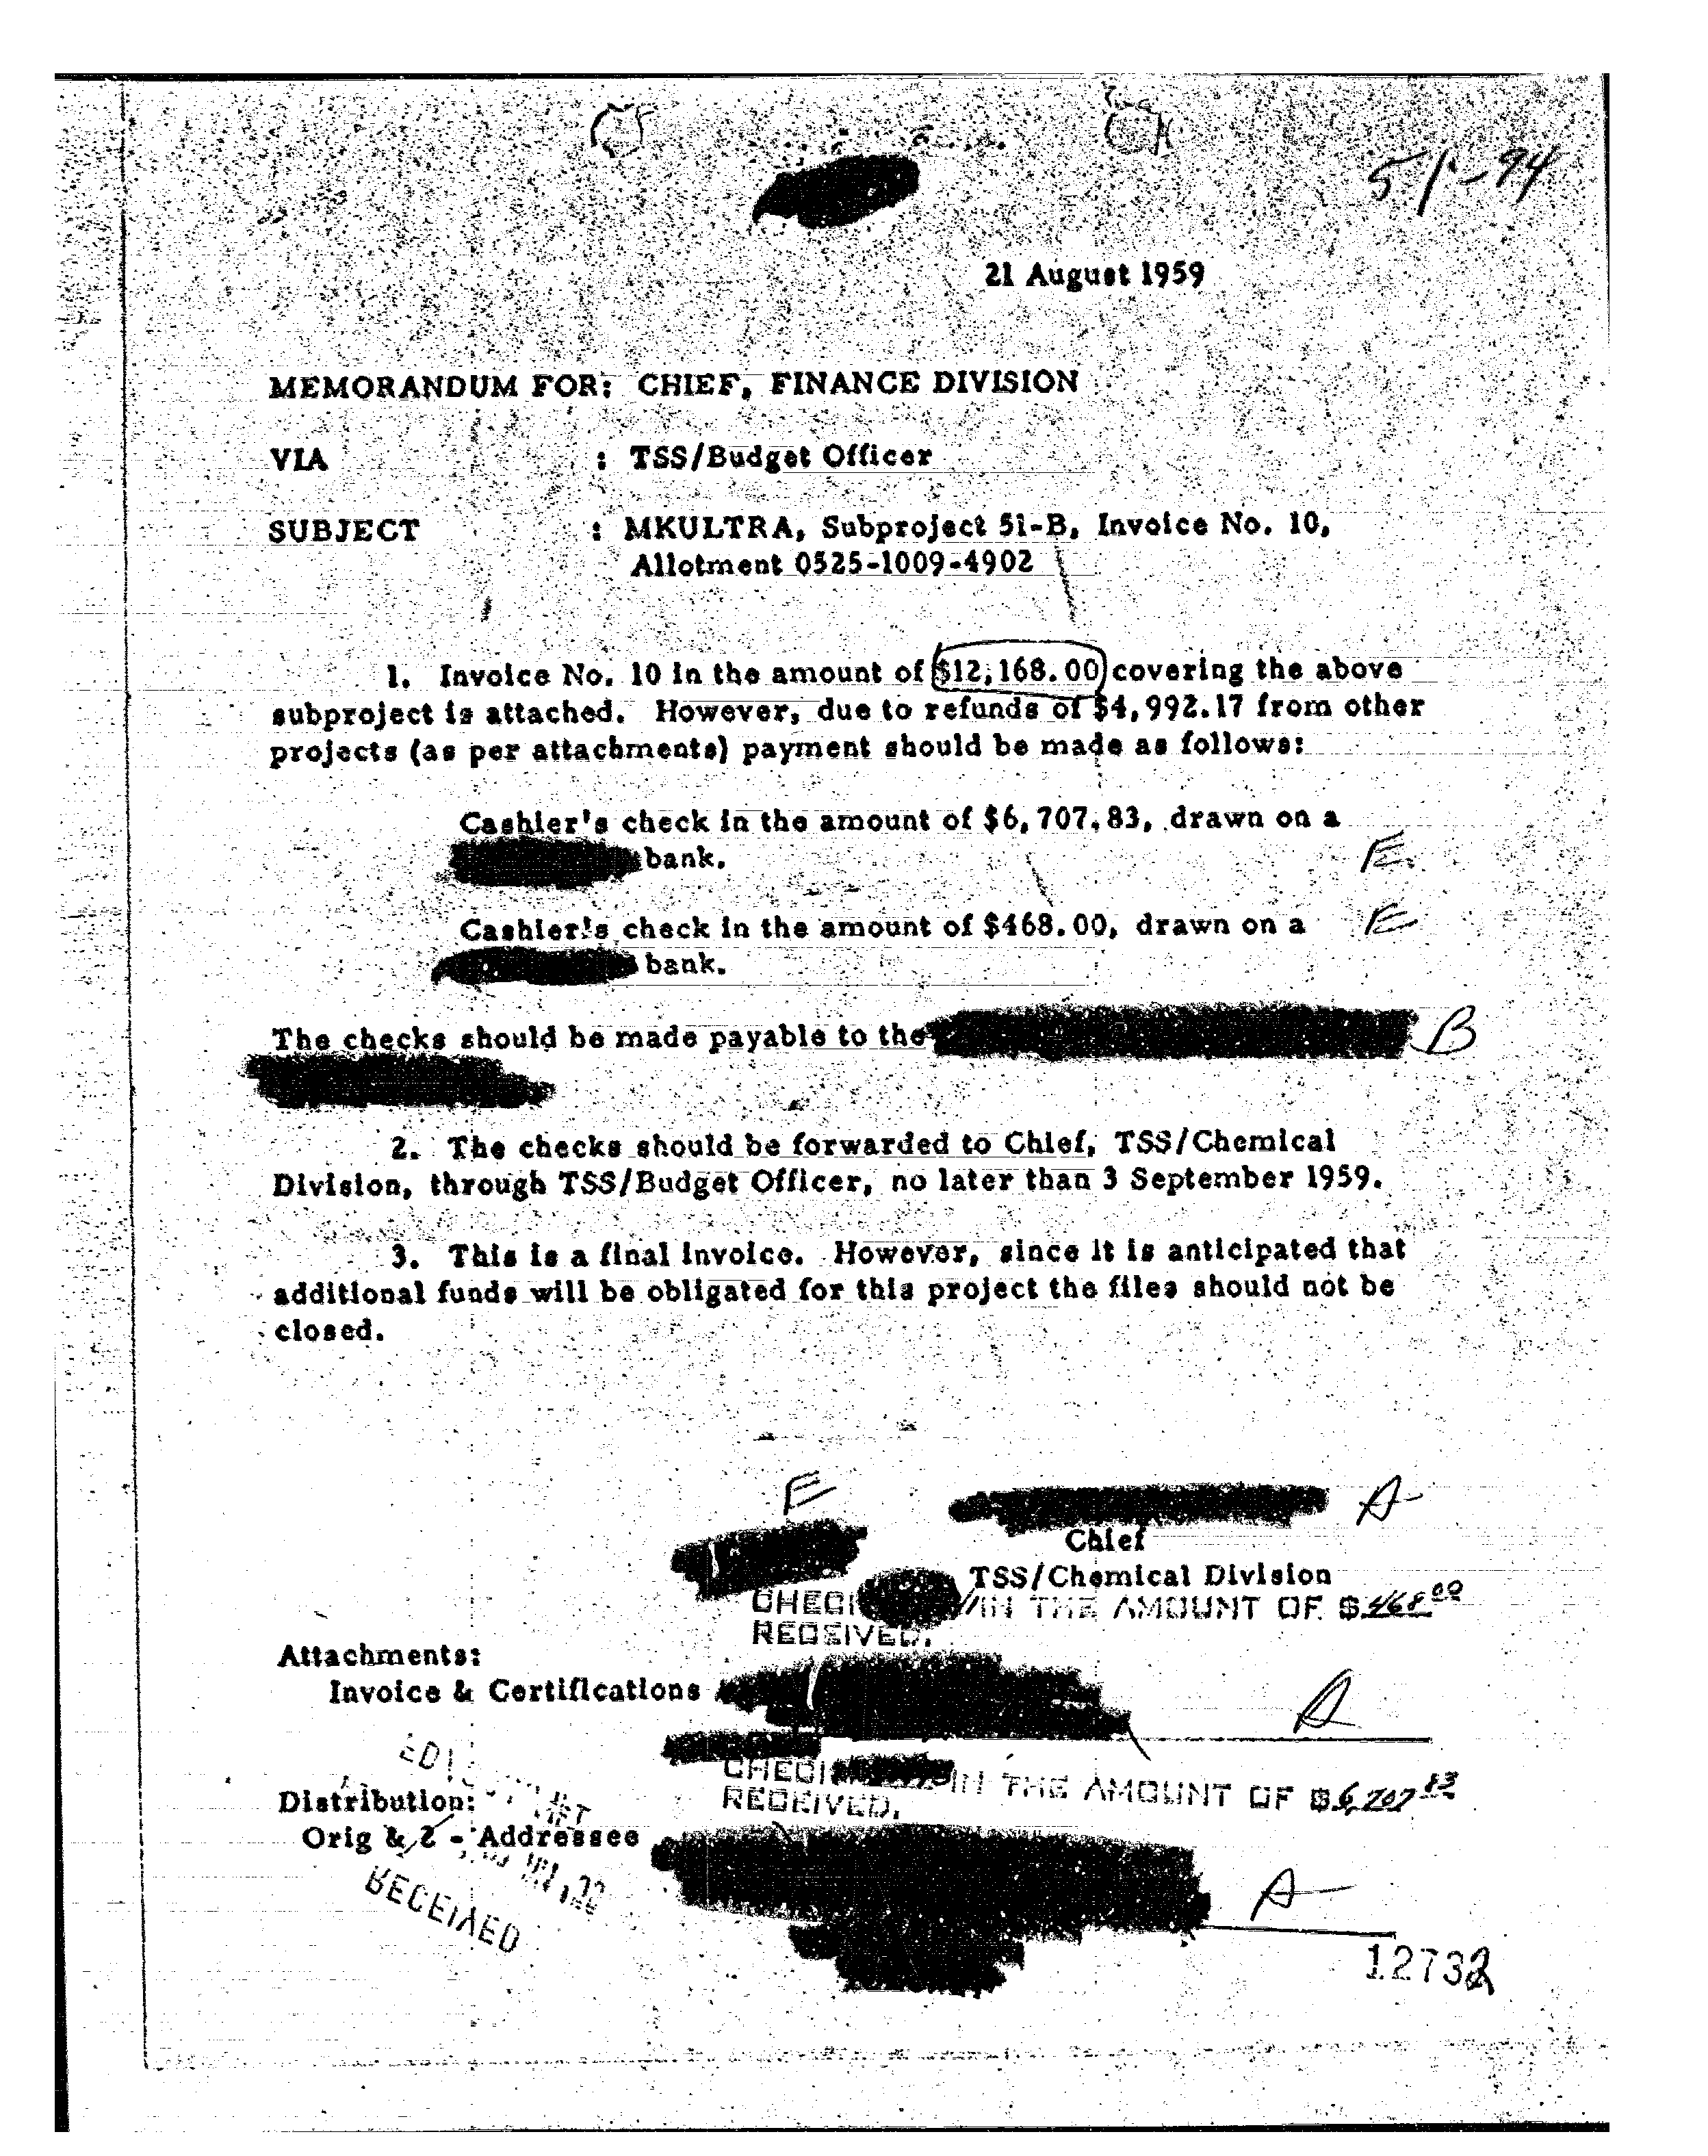 51-94
21 August 1959
MEMORANDUM FOR: CHIEF, FINANCE DIVISION
VIA : TSS/Budget Officer
SUBJECT : MKULTRA, Subproject 51-B, Invoice No. 10,
Allotment 0525-1009-4902
1. Invoice No. 10 in the amount of $12,168.00 covering the above
subproject is attached. However, due to refunds of $4,992.17 from other
projects (as per attachments) payment should be made as follows:
Cashier's check in the amount of $6,707.83, drawn on a
bank. E
Cashier's check in the amount of $468.00, drawn on a E
bank.
The checks should be made payable to the B
2. The checks should be forwarded to Chief, TSS/Chemical
Division, through TSS/Budget Officer, no later than 3 September 1959.
3. This is a final invoice. However, since it is anticipated that
additional funds will be obligated for this project the files should not be
closed.
E A
Chief
TSS/Chemical Division
IN THE AMOUNT OF $ 468.00
RECEIVED.
Attachments:
Invoice & Certifications
A
IN THE AMOUNT OF $ 6,707.83
RECEIVED.
Distribution:
Orig & 2 - Addressee
RECEIVED
A
12732